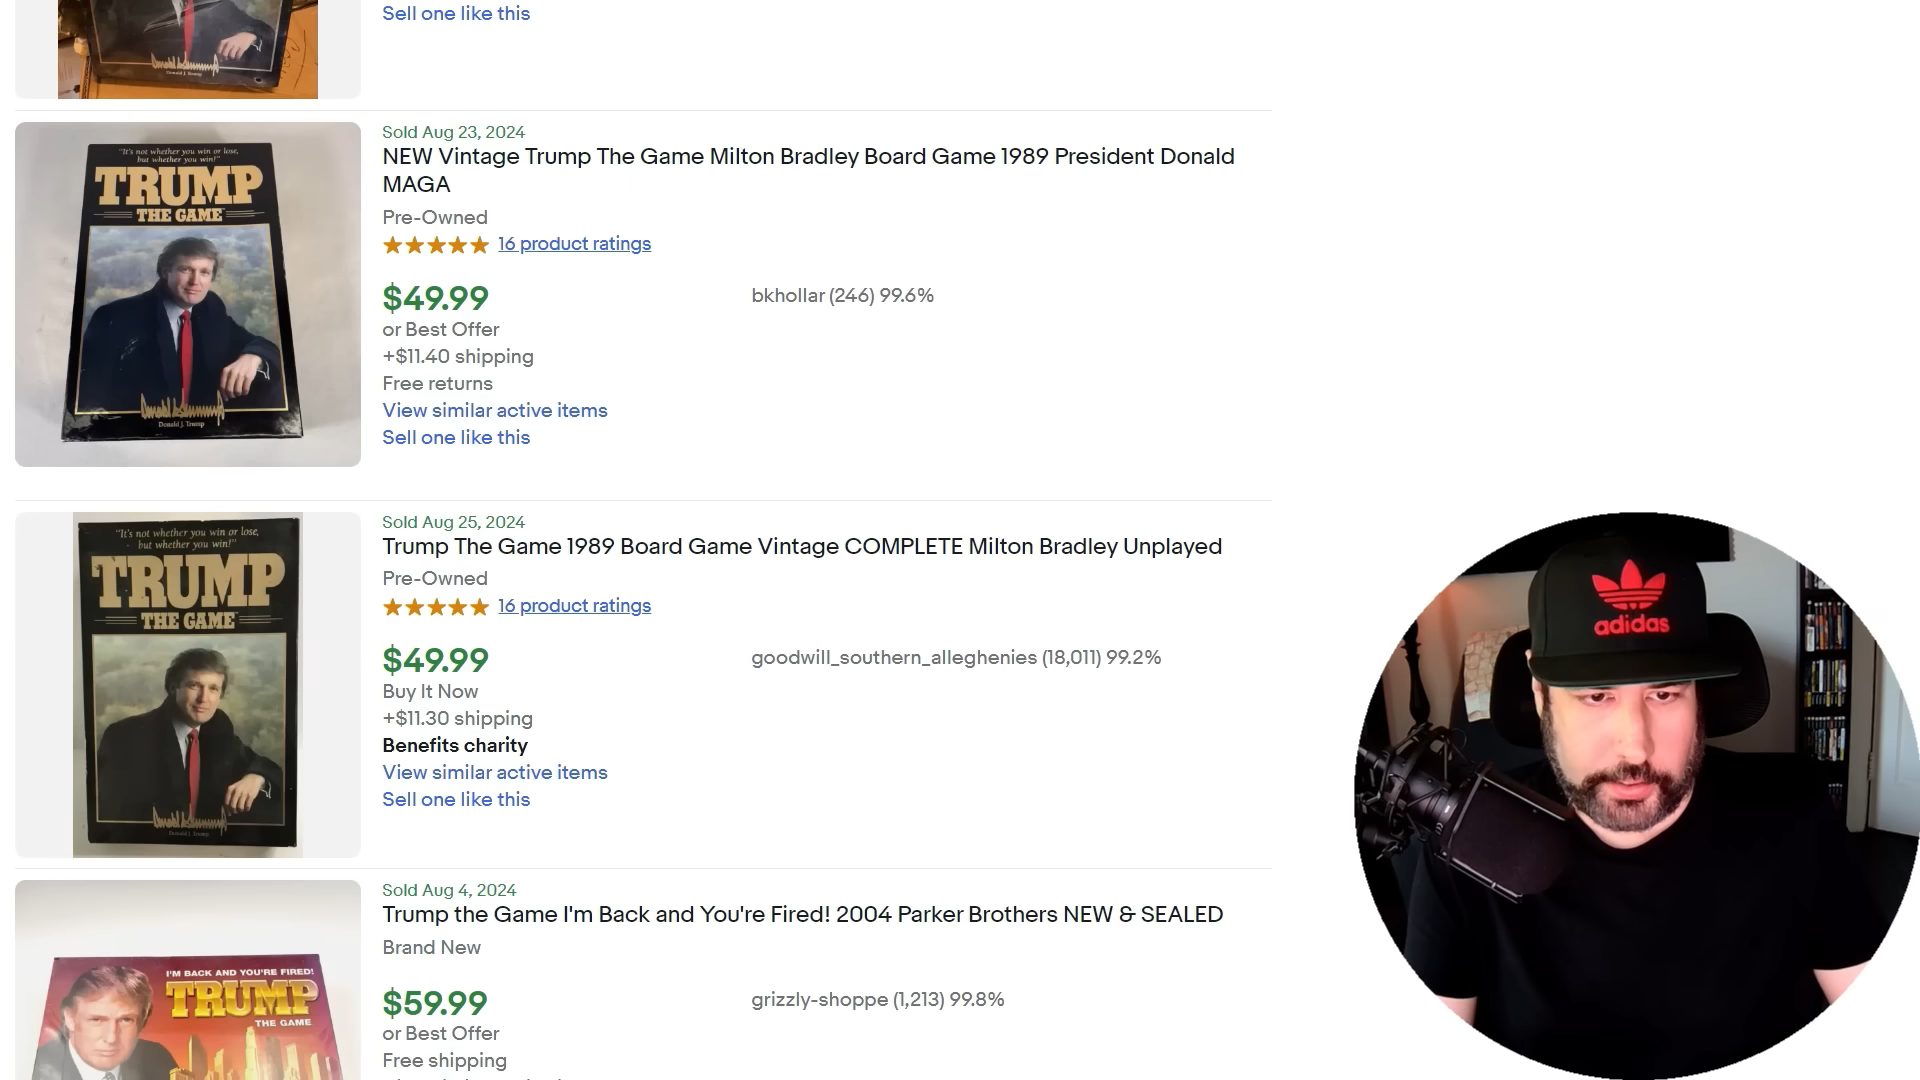 Sell one like this
Donald J. Trump
Sold Aug 23, 2024
NEW Vintage Trump The Game Milton Bradley Board Game 1989 President Donald
MAGA
Pre-Owned
16 product ratings
$49.99
bkhollar (246) 99.6%
or Best Offer
+$11.40 shipping
Free returns
View similar active items
Sell one like this
"It's not whether you win or lose,
but whether you win!"
TRUMP
THE GAME
Donald J. Trump
Sold Aug 25, 2024
Trump The Game 1989 Board Game Vintage COMPLETE Milton Bradley Unplayed
Pre-Owned
16 product ratings
$49.99
goodwill_southern_alleghenies (18,011) 99.2%
Buy It Now
+$11.30 shipping
Benefits charity
View similar active items
Sell one like this
"It's not whether you win or lose,
but whether you win!"
TRUMP
THE GAME
Donald J. Trump
Sold Aug 4, 2024
Trump the Game I'm Back and You're Fired! 2004 Parker Brothers NEW & SEALED
Brand New
$59.99
grizzly-shoppe (1,213) 99.8%
or Best Offer
Free shipping
I'M BACK AND YOU'RE FIRED!
TRUMP
THE GAME
adidas